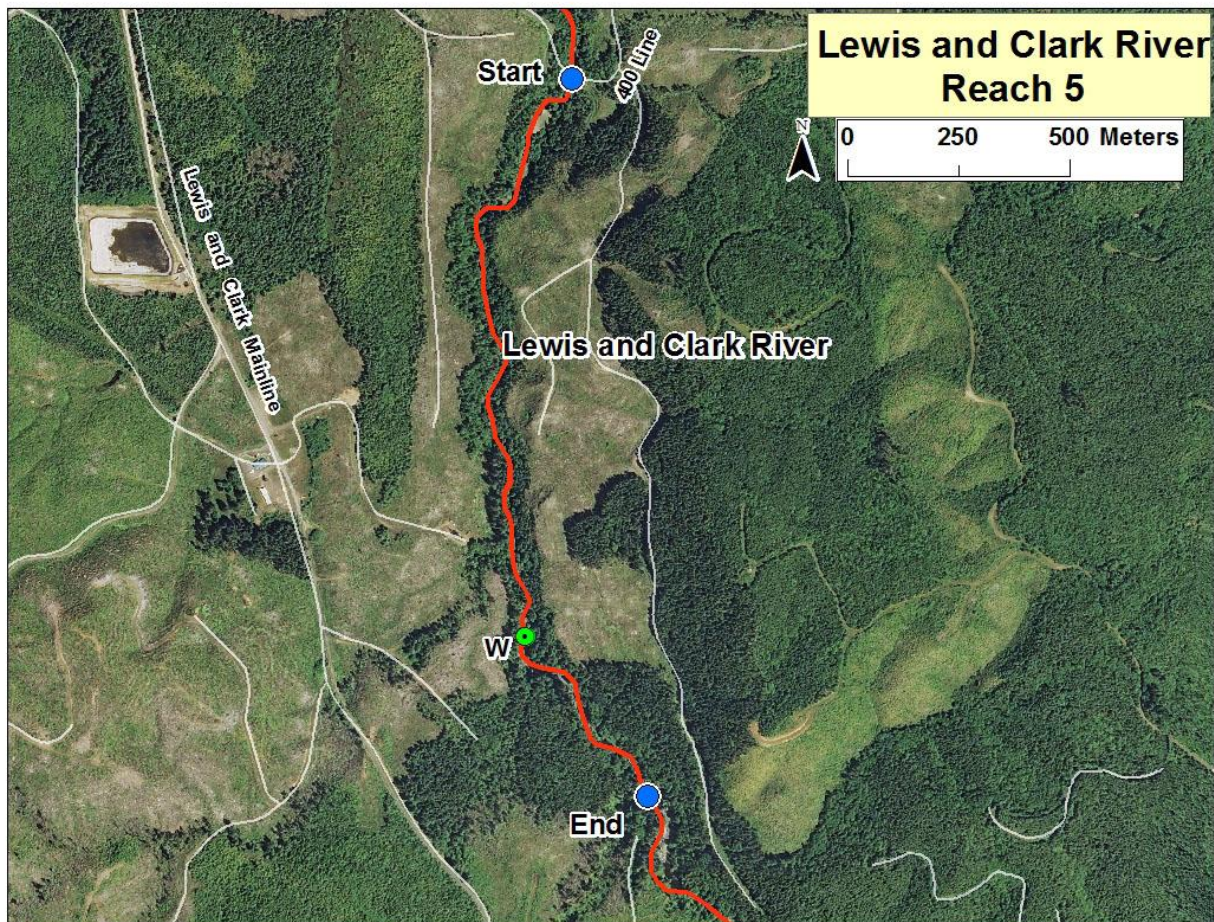 Lewis and Clark River
Reach 5
Start
400 Line
N
0 250 500 Meters
Lewis and Clark Mainline
Lewis and Clark River
W
End